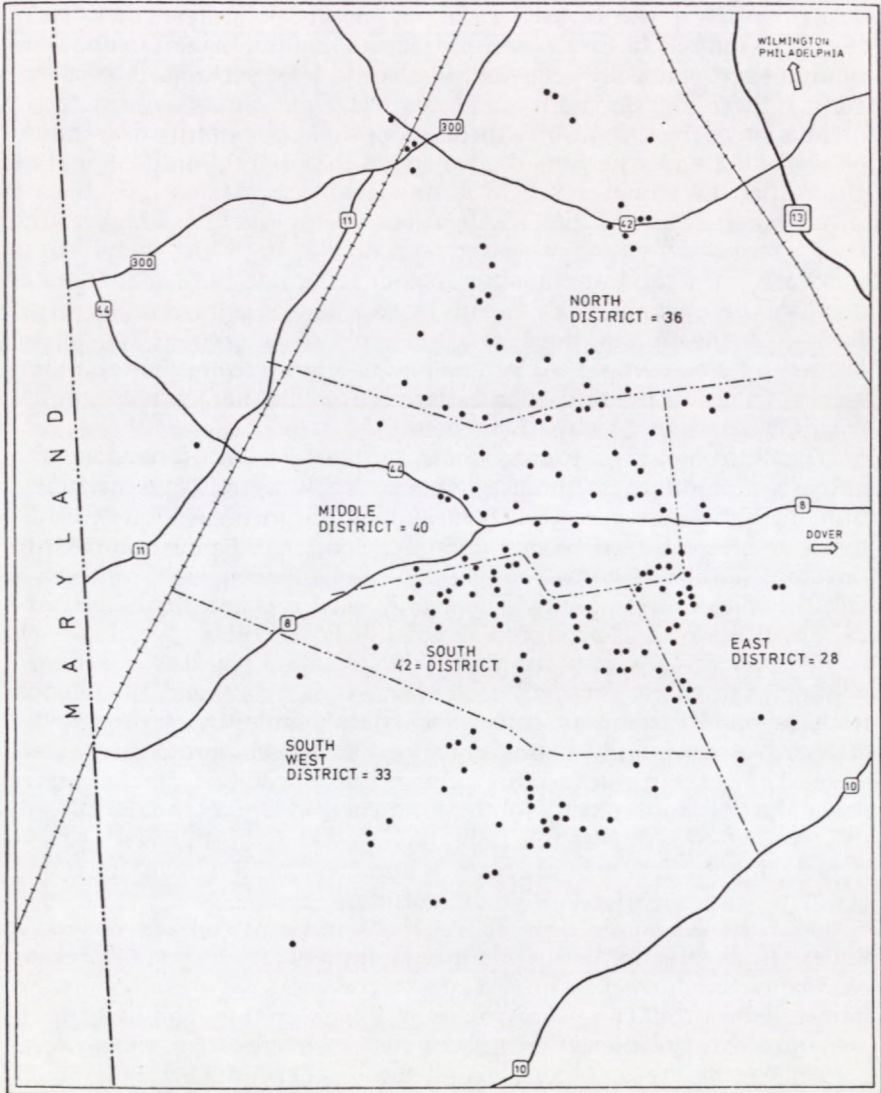 WILMINGTON
PHILADELPHIA
300
11
42
13
300
44
NORTH
DISTRICT = 36
MARYLAND
44
MIDDLE
DISTRICT = 40
8
DOVER
11
8
SOUTH
42 = DISTRICT
EAST
DISTRICT = 28
SOUTH
WEST
DISTRICT = 33
10
10